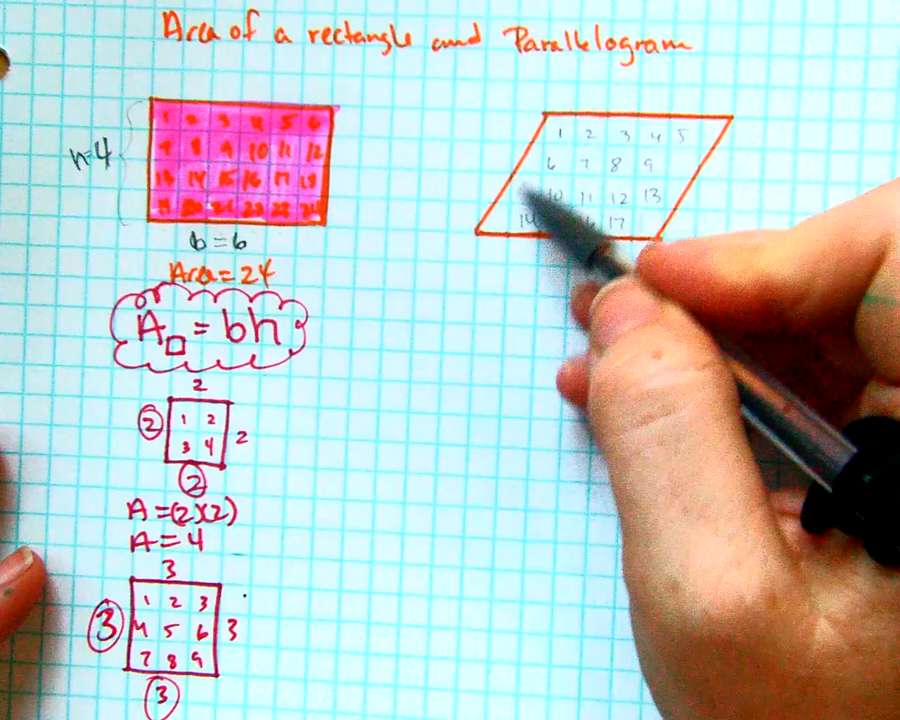 Area of a rectangle and Parallelogram
h=4
1 2 3 4 5 6
7 8 9 10 11 12
13 14 15 16 17 18
19 20 21 22 23 24
b = 6
Area = 24
A□ = bh
2
2
1 2
3 4
2
2
A = (2)(2)
A = 4
3
3
1 2 3
4 5 6
7 8 9
3
3
1 2 3 4 5
6 7 8 9
10 11 12 13
14 17